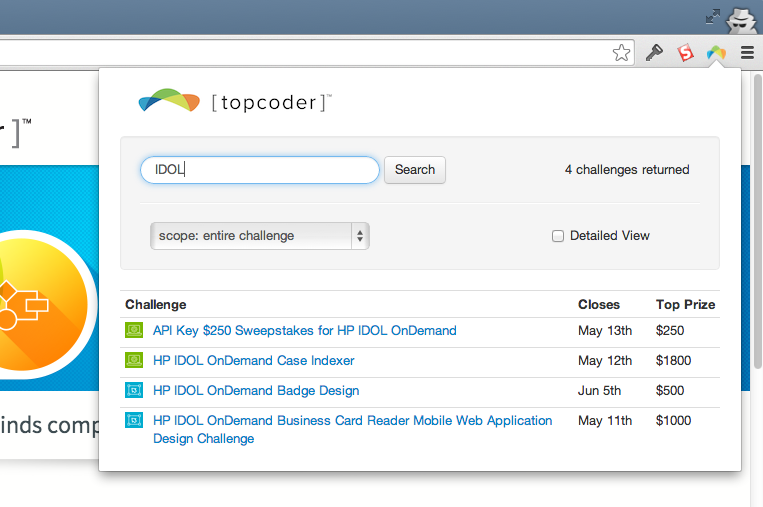 [topcoder]™
r ]™
IDOL
Search
4 challenges returned
scope: entire challenge
Detailed View
Challenge Closes Top Prize
API Key $250 Sweepstakes for HP IDOL OnDemand May 13th $250
HP IDOL OnDemand Case Indexer May 12th $1800
HP IDOL OnDemand Badge Design Jun 5th $500
HP IDOL OnDemand Business Card Reader Mobile Web Application May 11th $1000
Design Challenge
inds comp